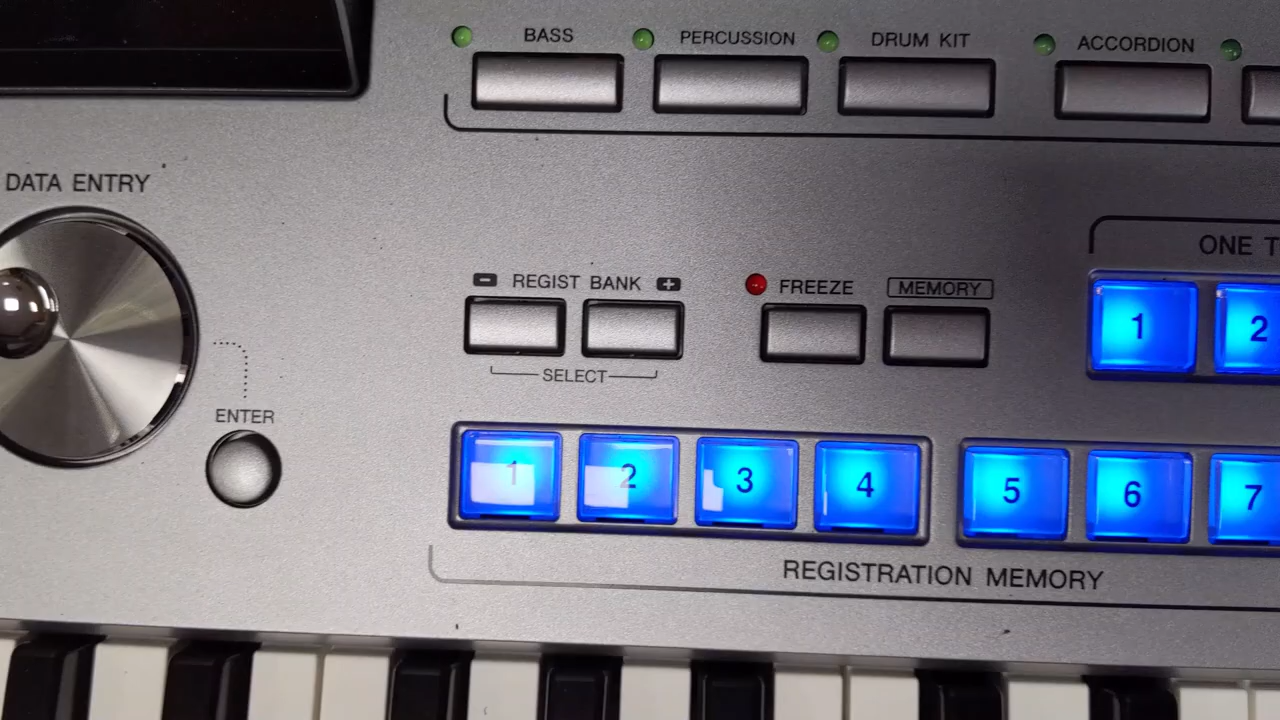 BASS PERCUSSION DRUM KIT ACCORDION
DATA ENTRY
ONE T
- REGIST BANK + FREEZE MEMORY
1 2
SELECT
ENTER
1 2 3 4 5 6 7
REGISTRATION MEMORY